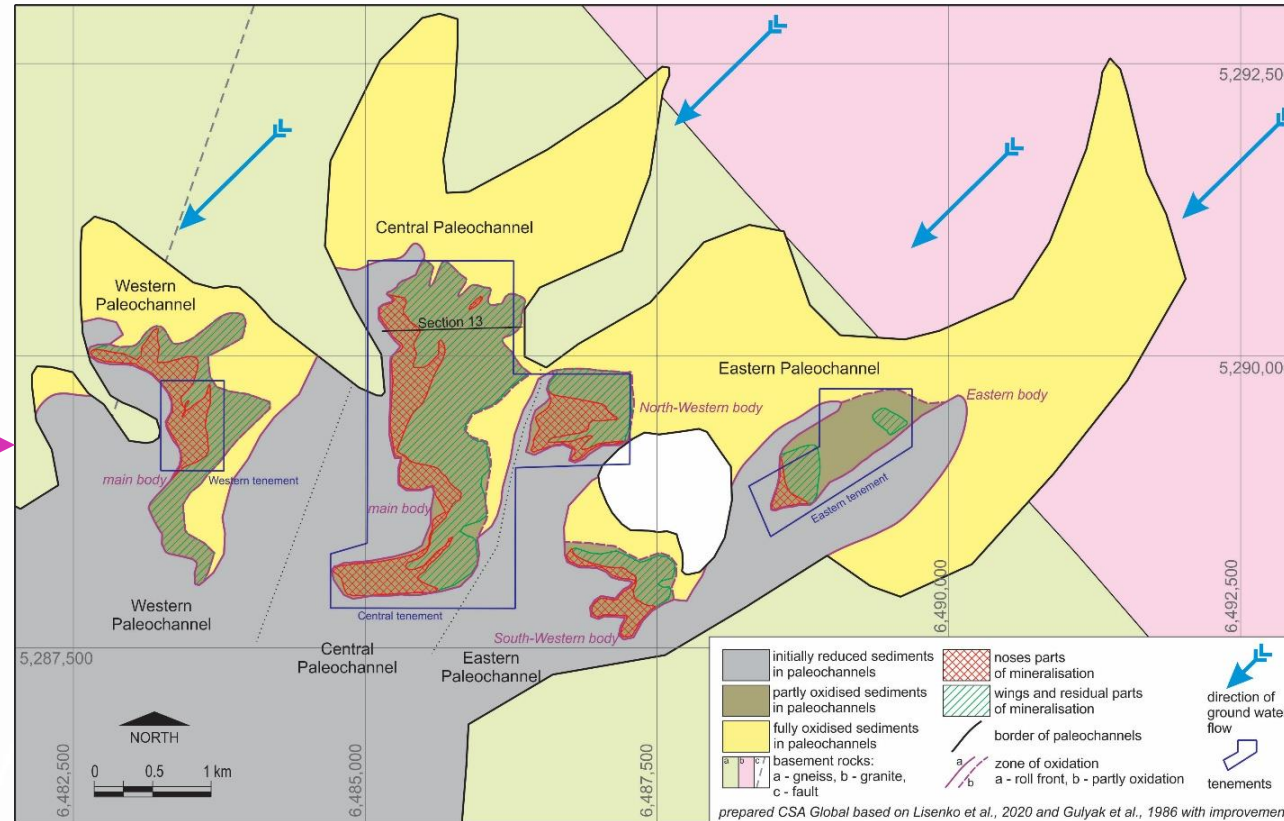 5,292,50
Central Paleochannel
Western
Paleochannel
Section 13
5,290,00
Eastern Paleochannel
Eastern body
North-Western body
main body
Western tenement
main body
Eastern tenement
Western
Paleochannel
Central tenement
South-Western body
Central
Paleochannel
Eastern
Paleochannel
5,287,500
6,482,500
6,485,000
6,487,500
6,490,000
6,492,500
NORTH
0 0.5 1 km
initially reduced sediments
in paleochannels
partly oxidised sediments
in paleochannels
fully oxidised sediments
in paleochannels
a b c
basement rocks:
a - gneiss, b - granite,
c - fault
noses parts
of mineralisation
wings and residual parts
of mineralisation
border of paleochannels
a
b
zone of oxidation
a - roll front, b - partly oxidation
direction of
ground water
flow
tenements
prepared CSA Global based on Lisenko et al., 2020 and Gulyak et al., 1986 with improvemen